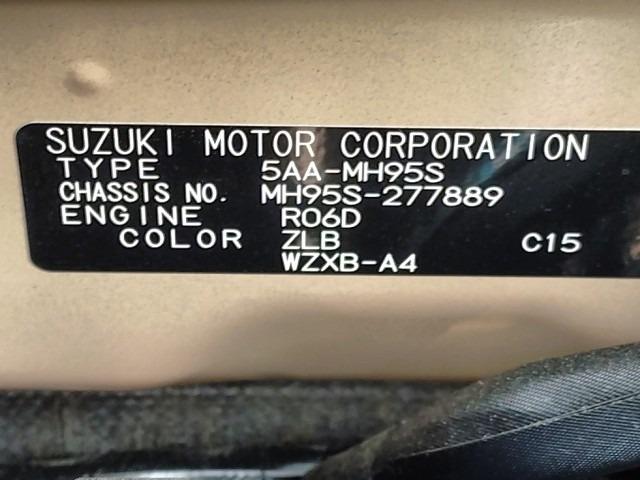 SUZUKI MOTOR CORPORATION
TYPE 5AA-MH95S
CHASSIS NO. MH95S-277889
ENGINE R06D
COLOR ZLB C15
WZXB-A4